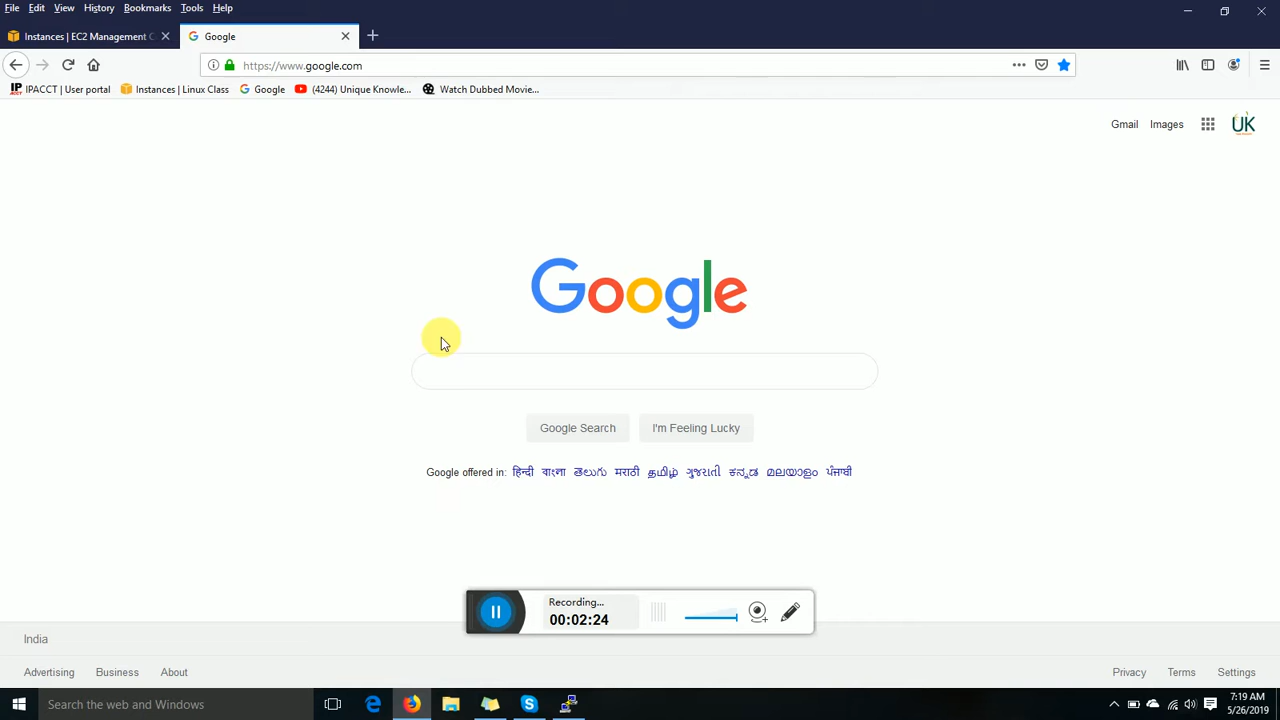 File Edit View History Bookmarks Tools Help
Instances | EC2 Management C
Google
https://www.google.com
IPACCT | User portal
Instances | Linux Class
Google
(4244) Unique Knowle...
Watch Dubbed Movie...
Gmail Images
UK
Google
Google Search
I'm Feeling Lucky
Google offered in: हिन्दी বাংলা తెలుగు मराठी தமிழ் ગુજરાતી ಕನ್ನಡ മലയാളം ਪੰਜਾਬੀ
Recording...
00:02:24
India
Advertising Business About
Privacy Terms Settings
Search the web and Windows
7:19 AM
5/26/2019